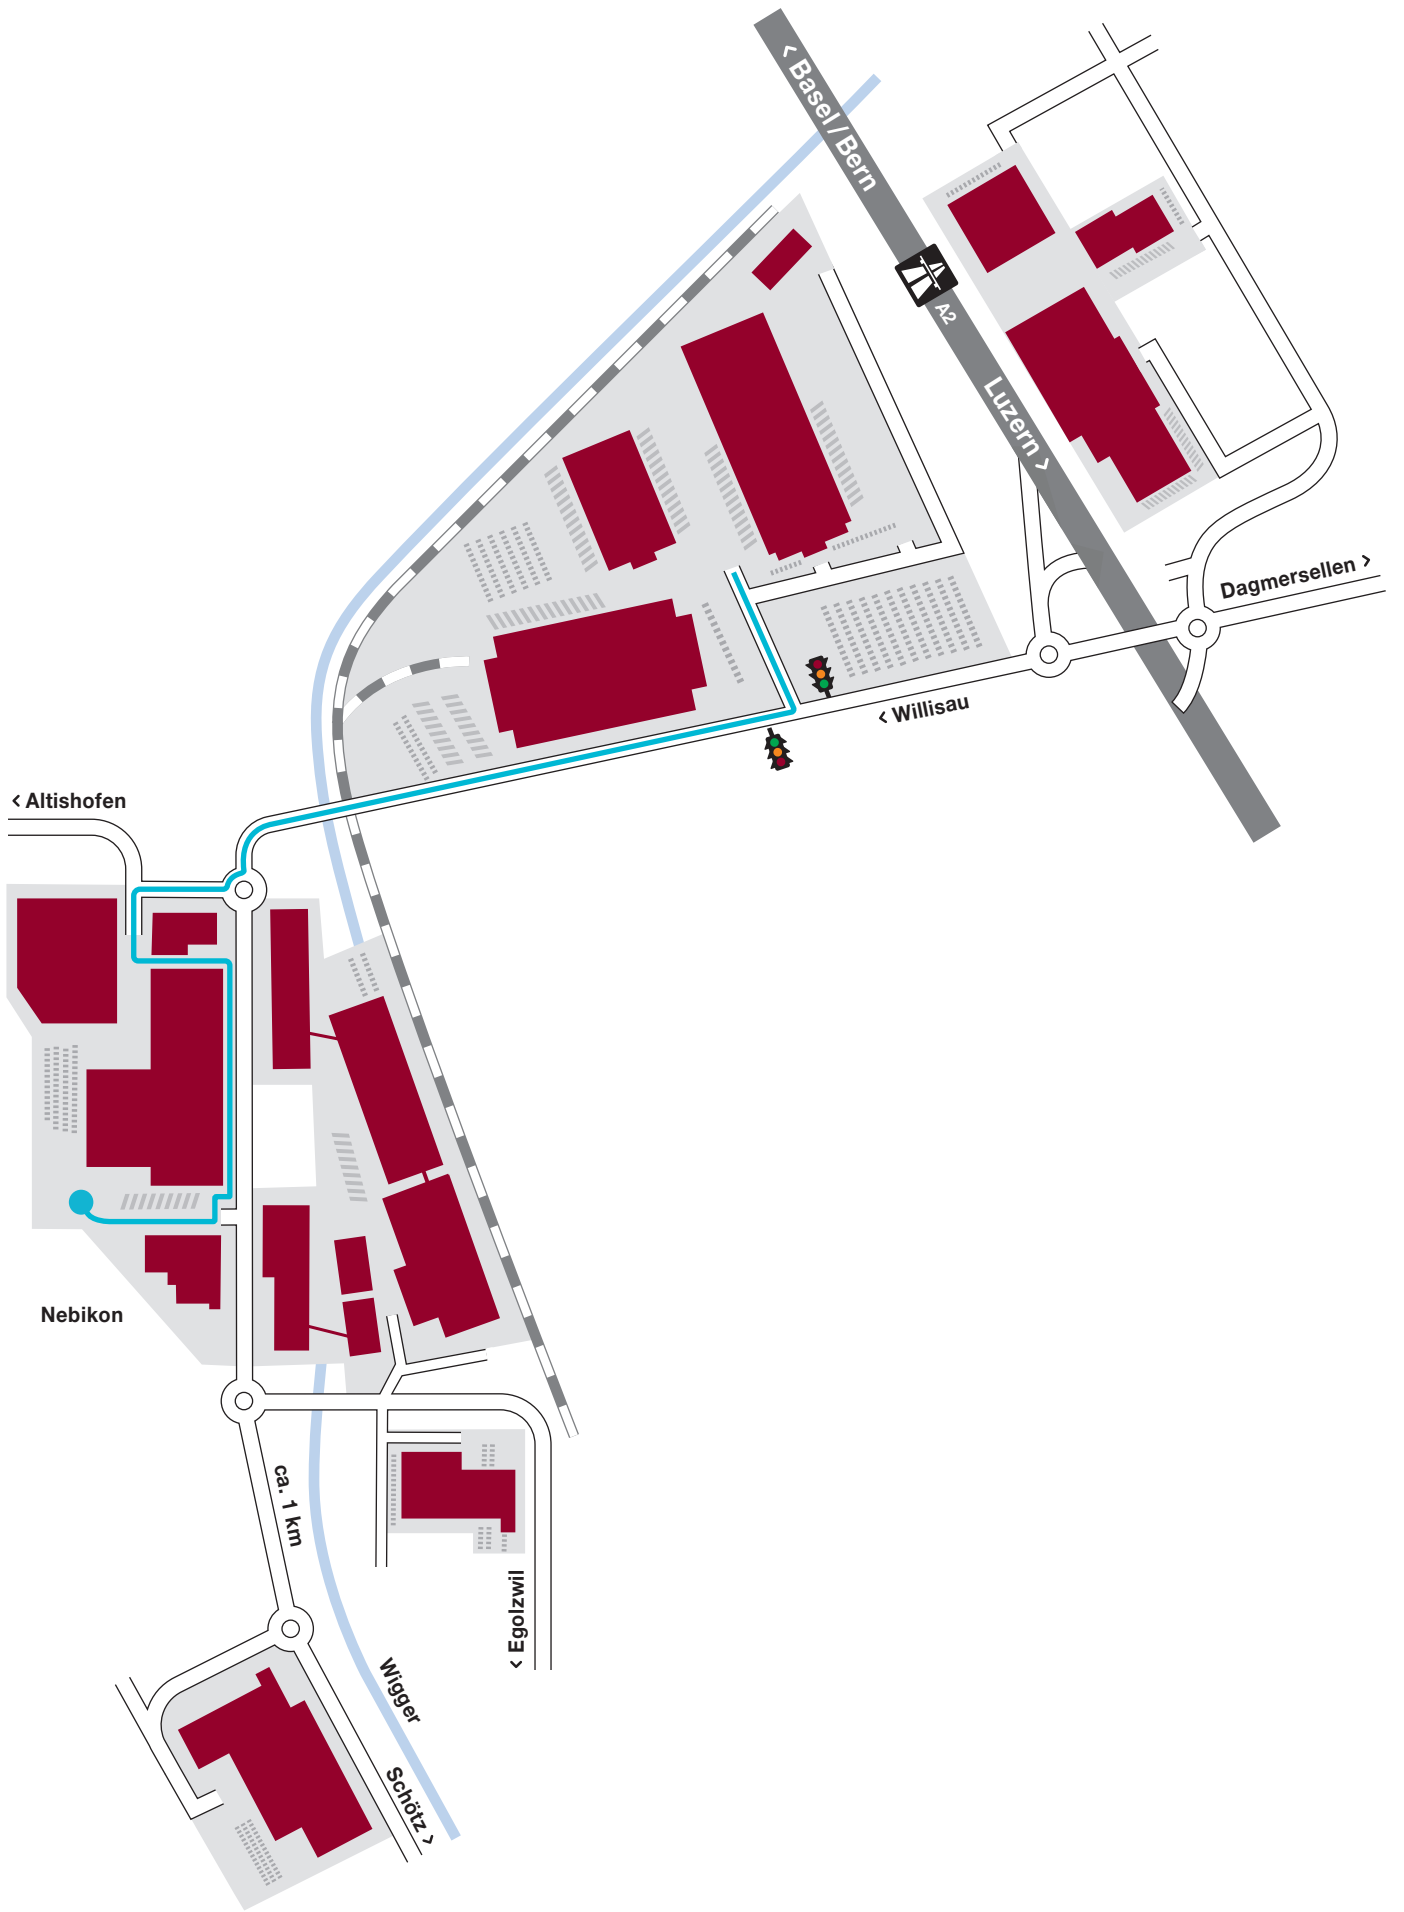 < Basel/Bern
A2
Luzern >
Dagmersellen >
< Willisau
< Altishofen
Nebikon
ca. 1 km
< Egolzwil
Wigger
Schötz >